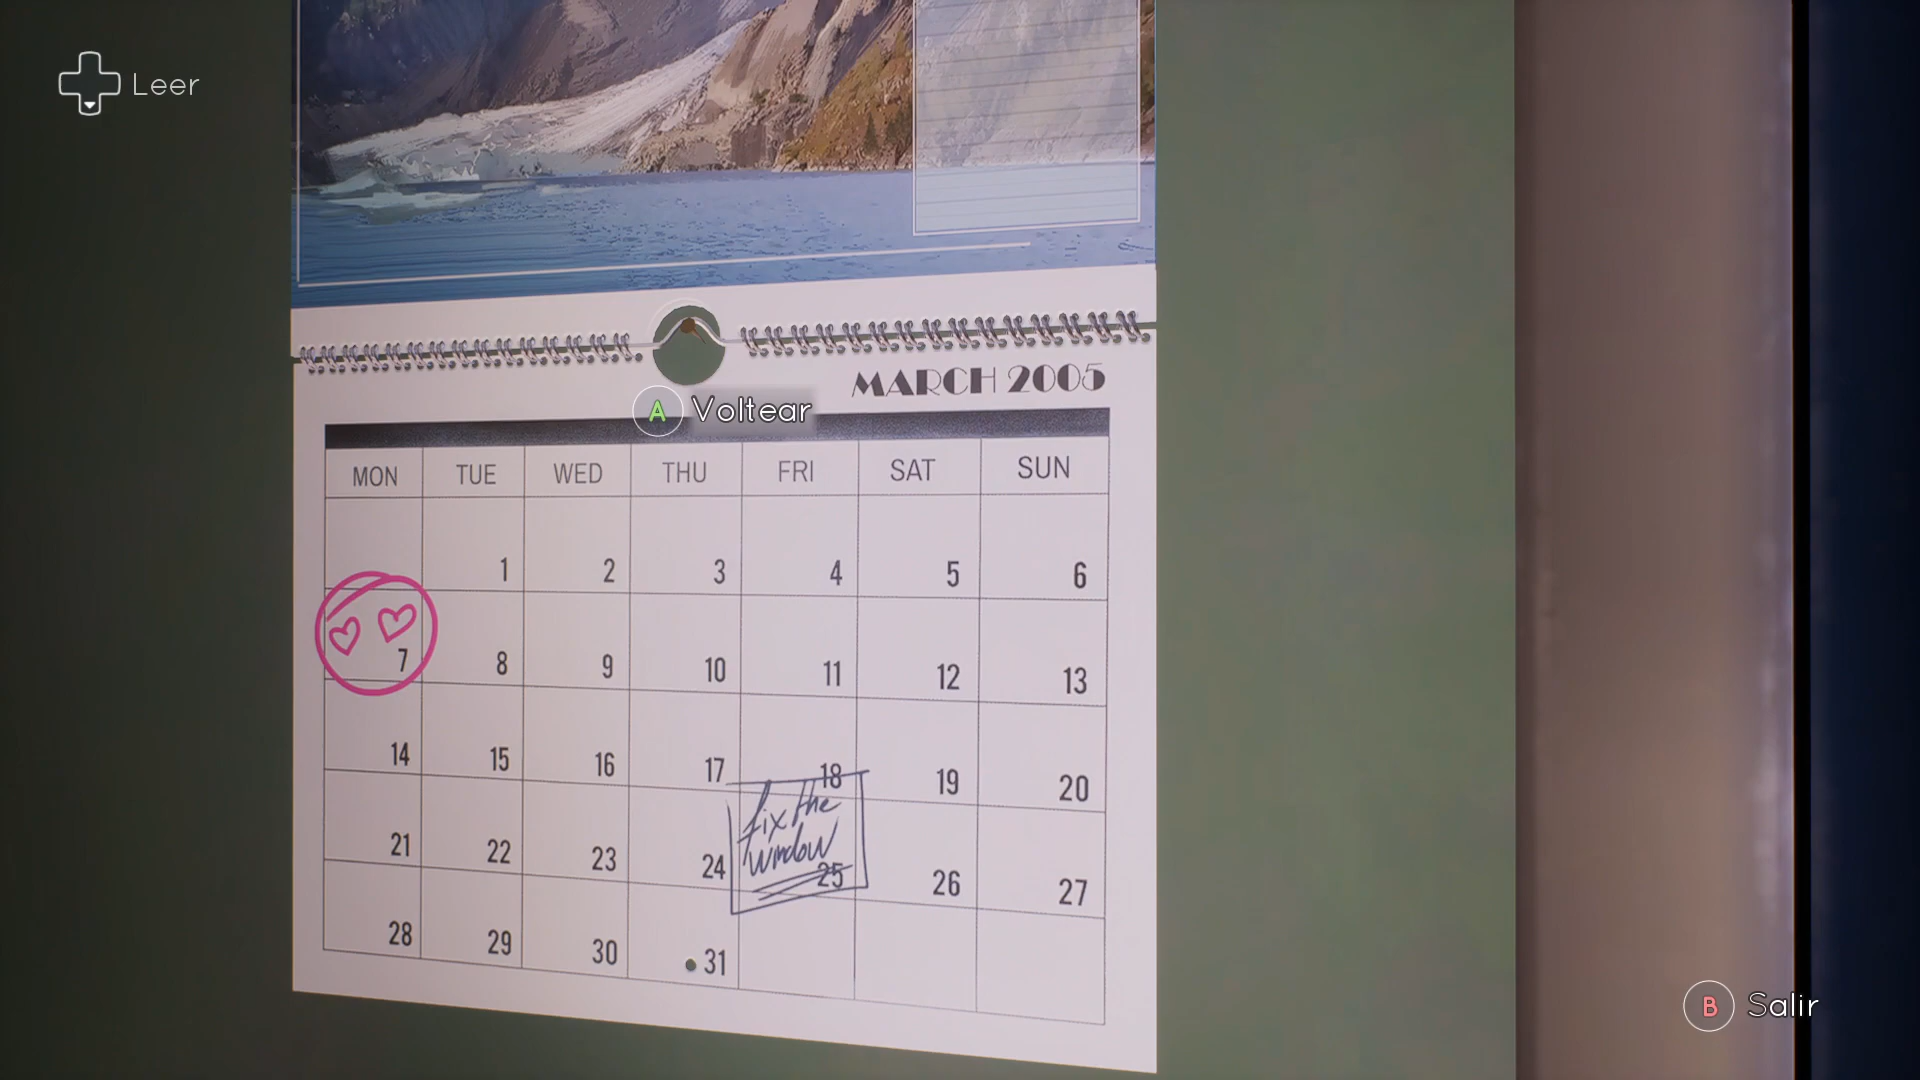 Leer
MARCH 2005
A Voltear
MON TUE WED THU FRI SAT SUN
1 2 3 4 5 6
7 8 9 10 11 12 13
14 15 16 17 18 19 20
fix the
window
21 22 23 24 25 26 27
28 29 30 31
B Salir